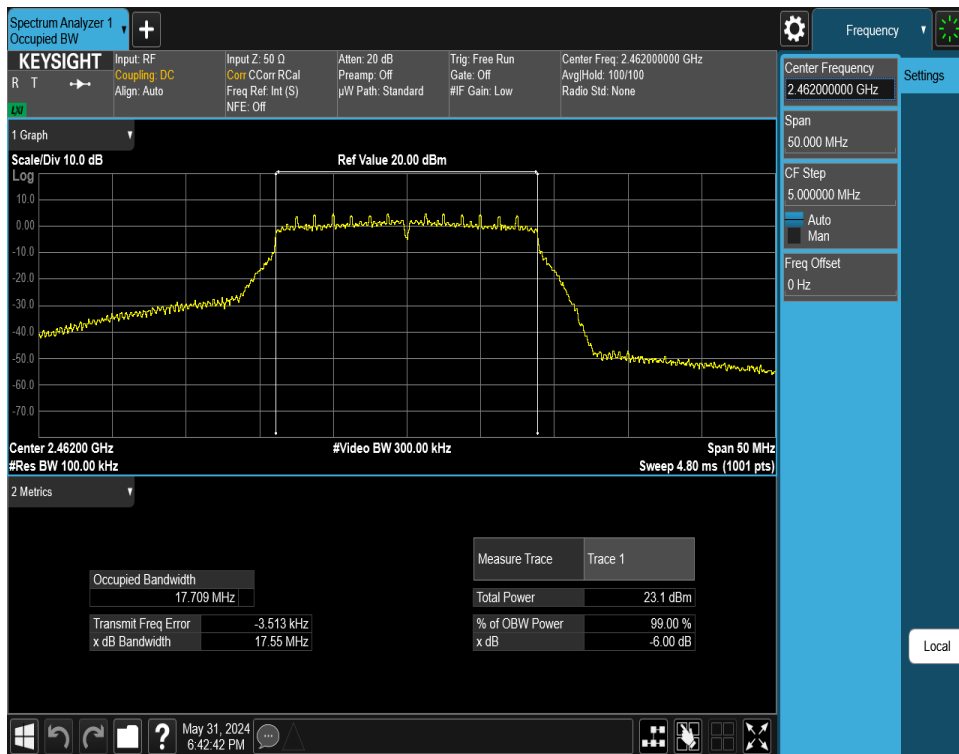 Spectrum Analyzer 1
Occupied BW
Frequency
KEYSIGHT
R T
LXI
Input: RF
Coupling: DC
Align: Auto
Input Z: 50 Ω
Corr CCorr RCal
Freq Ref: Int (S)
NFE: Off
Atten: 20 dB
Preamp: Off
µW Path: Standard
Trig: Free Run
Gate: Off
#IF Gain: Low
Center Freq: 2.462000000 GHz
Avg|Hold: 100/100
Radio Std: None
Center Frequency
2.462000000 GHz
Settings
Span
50.000 MHz
CF Step
5.000000 MHz
Auto
Man
Freq Offset
0 Hz
Local
1 Graph
Scale/Div 10.0 dB
Ref Value 20.00 dBm
Log
10.0
0.00
-10.0
-20.0
-30.0
-40.0
-50.0
-60.0
-70.0
Center 2.46200 GHz
#Video BW 300.00 kHz
Span 50 MHz
#Res BW 100.00 kHz
Sweep 4.80 ms (1001 pts)
2 Metrics
Measure Trace Trace 1
Occupied Bandwidth
17.709 MHz
Total Power 23.1 dBm
Transmit Freq Error -3.513 kHz
% of OBW Power 99.00 %
x dB Bandwidth 17.55 MHz
x dB -6.00 dB
?
May 31, 2024
6:42:42 PM